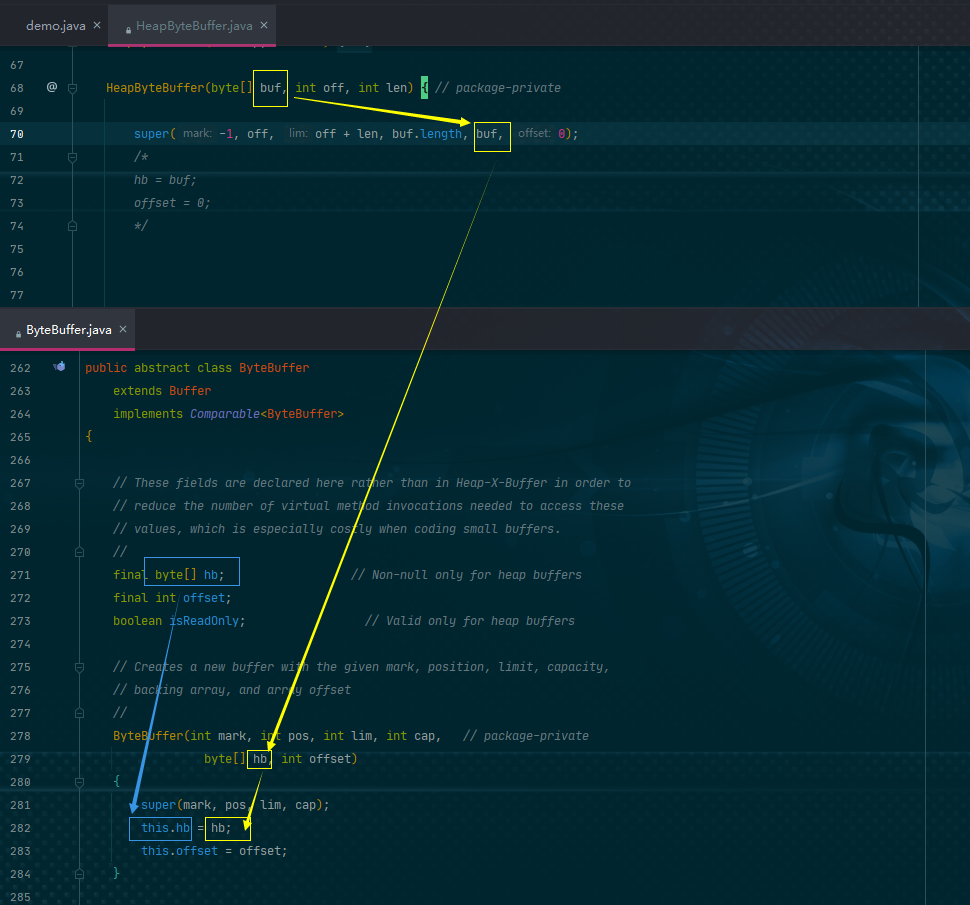 demo.java × HeapByteBuffer.java ×
67
68 @ HeapByteBuffer(byte[] buf, int off, int len) { // package-private
69
70 super( mark: -1, off, lim: off + len, buf.length, buf, offset: 0);
71 /*
72 hb = buf;
73 offset = 0;
74 */
75
76
77
ByteBuffer.java ×
262 public abstract class ByteBuffer
263 extends Buffer
264 implements Comparable<ByteBuffer>
265 {
266
267 // These fields are declared here rather than in Heap-X-Buffer in order to
268 // reduce the number of virtual method invocations needed to access these
269 // values, which is especially costly when coding small buffers.
270 //
271 final byte[] hb; // Non-null only for heap buffers
272 final int offset;
273 boolean isReadOnly; // Valid only for heap buffers
274
275 // Creates a new buffer with the given mark, position, limit, capacity,
276 // backing array, and array offset
277 //
278 ByteBuffer(int mark, int pos, int lim, int cap, // package-private
279 byte[] hb, int offset)
280 {
281 super(mark, pos, lim, cap);
282 this.hb = hb;
283 this.offset = offset;
284 }
285